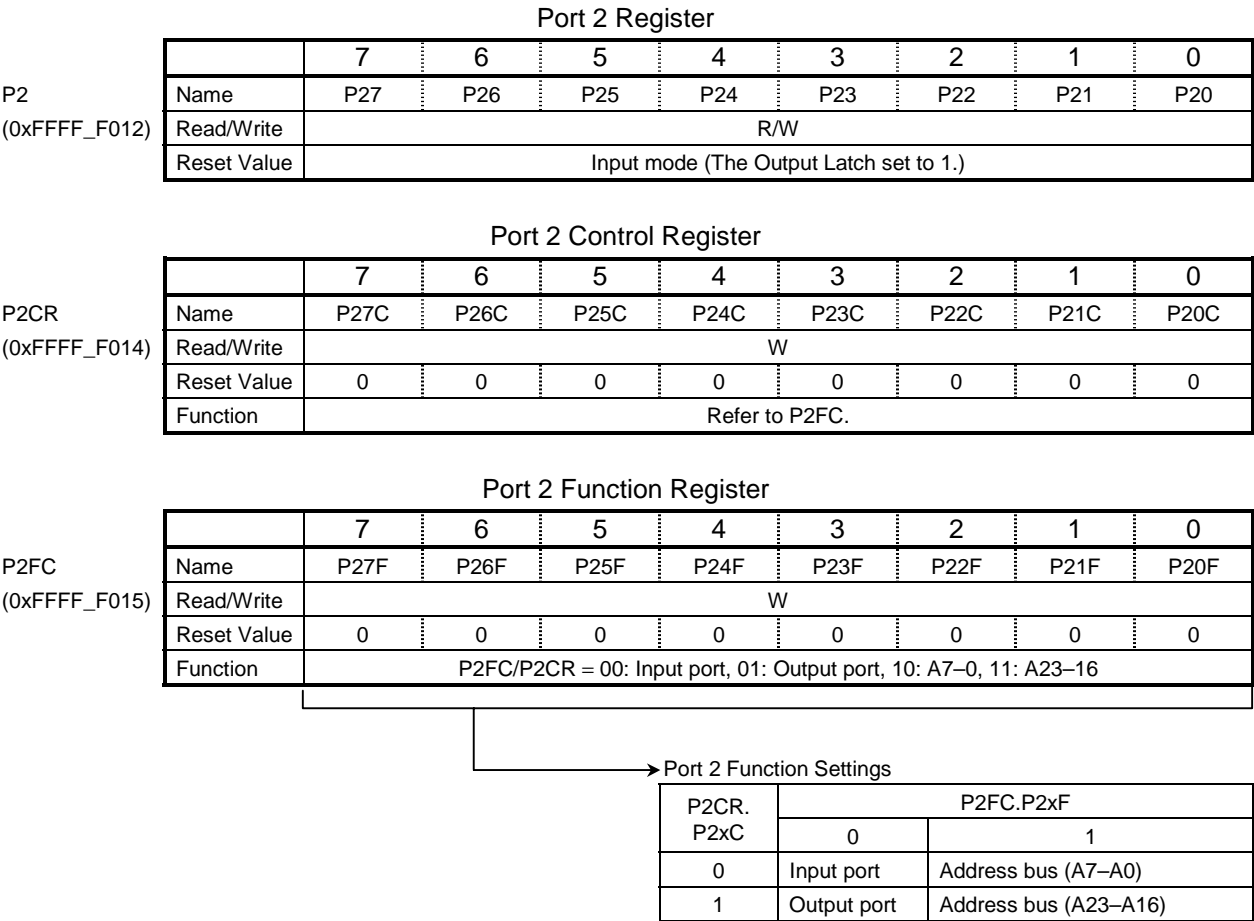 Port 2 Register
7 6 5 4 3 2 1 0
P2 Name P27 P26 P25 P24 P23 P22 P21 P20
(0xFFFF_F012) Read/Write R/W
Reset Value Input mode (The Output Latch set to 1.)
Port 2 Control Register
7 6 5 4 3 2 1 0
P2CR Name P27C P26C P25C P24C P23C P22C P21C P20C
(0xFFFF_F014) Read/Write W
Reset Value 0 0 0 0 0 0 0 0
Function Refer to P2FC.
Port 2 Function Register
7 6 5 4 3 2 1 0
P2FC Name P27F P26F P25F P24F P23F P22F P21F P20F
(0xFFFF_F015) Read/Write W
Reset Value 0 0 0 0 0 0 0 0
Function P2FC/P2CR = 00: Input port, 01: Output port, 10: A7–0, 11: A23–16
Port 2 Function Settings
P2CR. P2FC.P2xF
P2xC 0 1
0 Input port Address bus (A7–A0)
1 Output port Address bus (A23–A16)